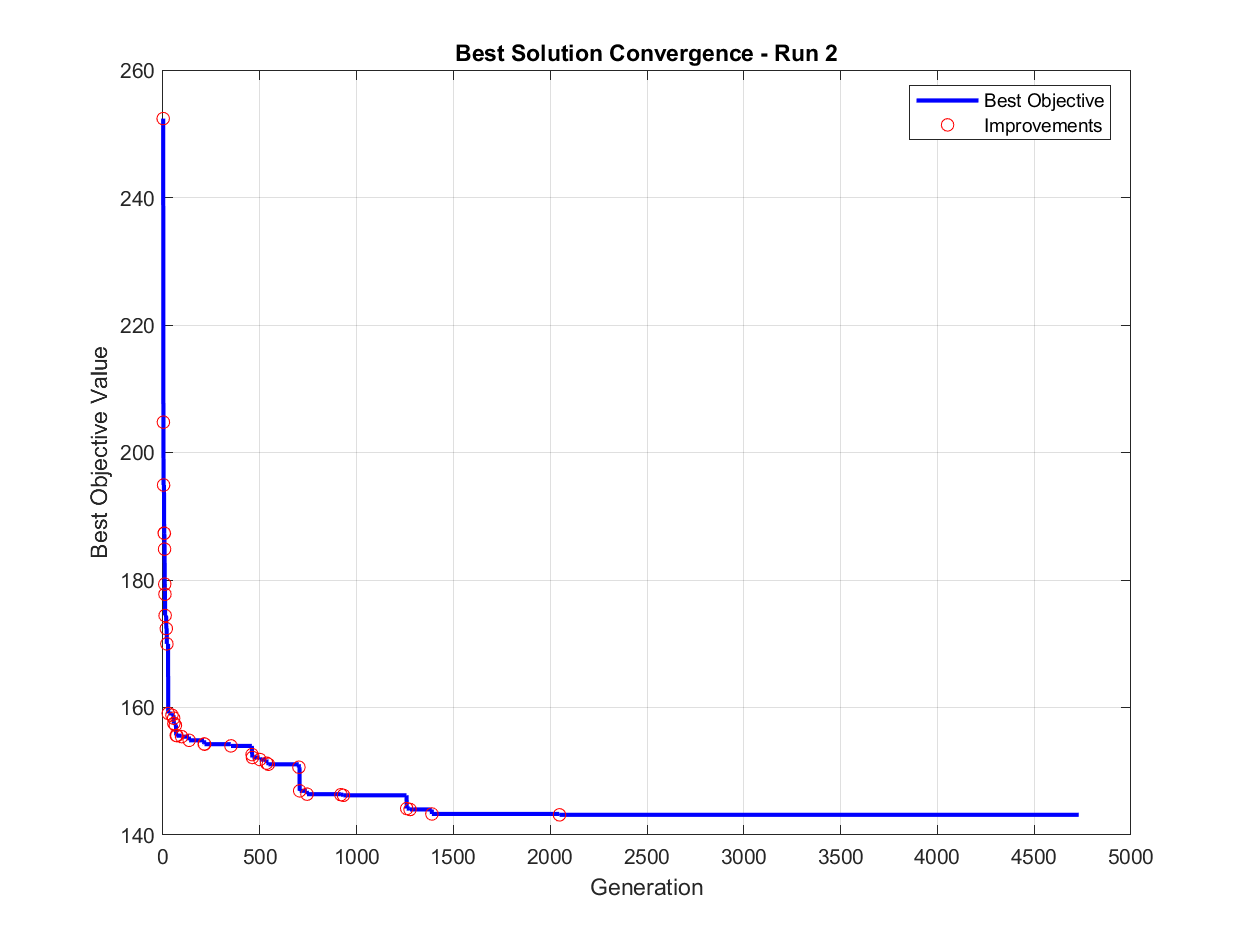 Best Solution Convergence - Run 2
Best Objective
Improvements
Best Objective Value
260
240
220
200
180
160
140
0 500 1000 1500 2000 2500 3000 3500 4000 4500 5000
Generation